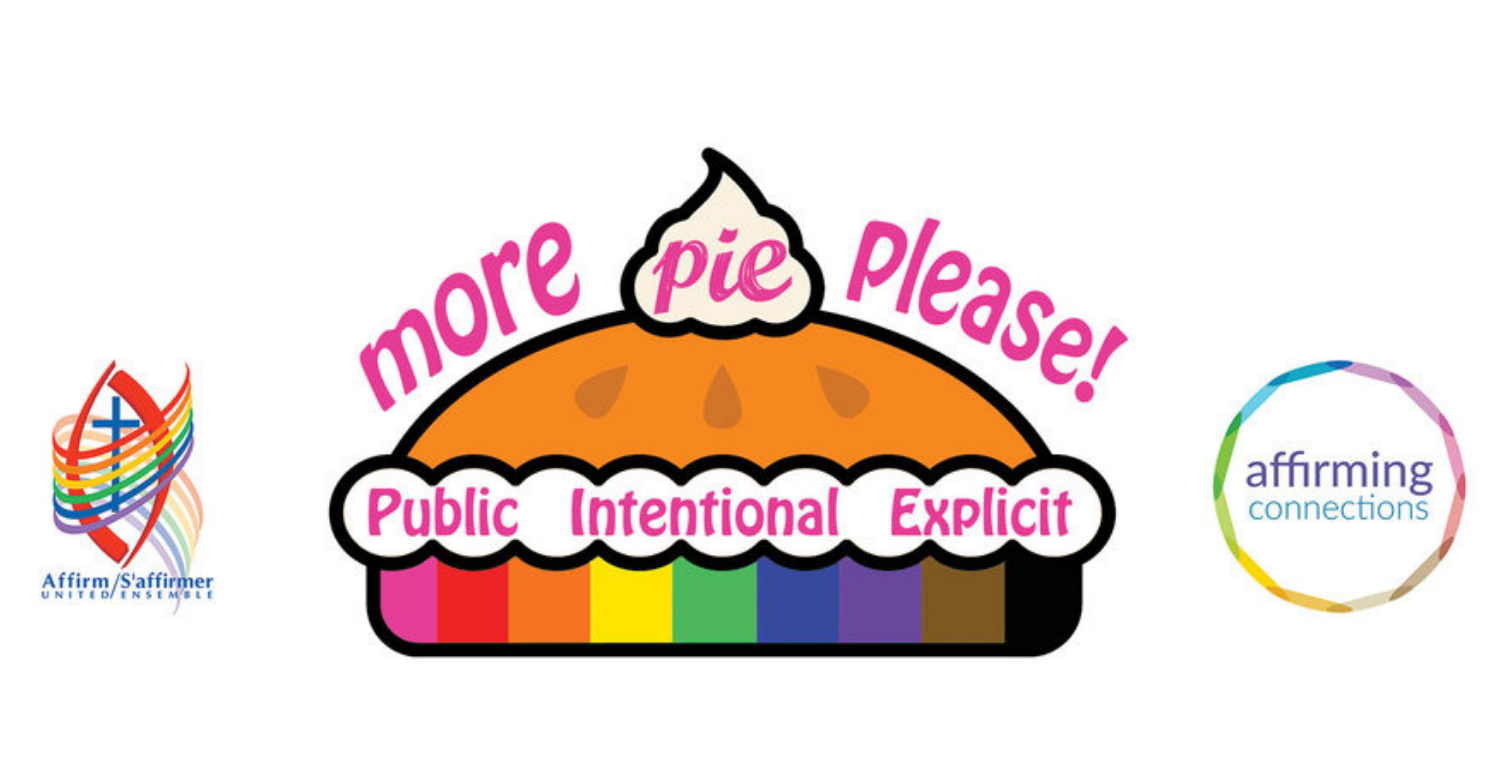 more pie please!
Public Intentional Explicit
Affirm/S'affirmer
UNITED/ENSEMBLE
affirming
connections